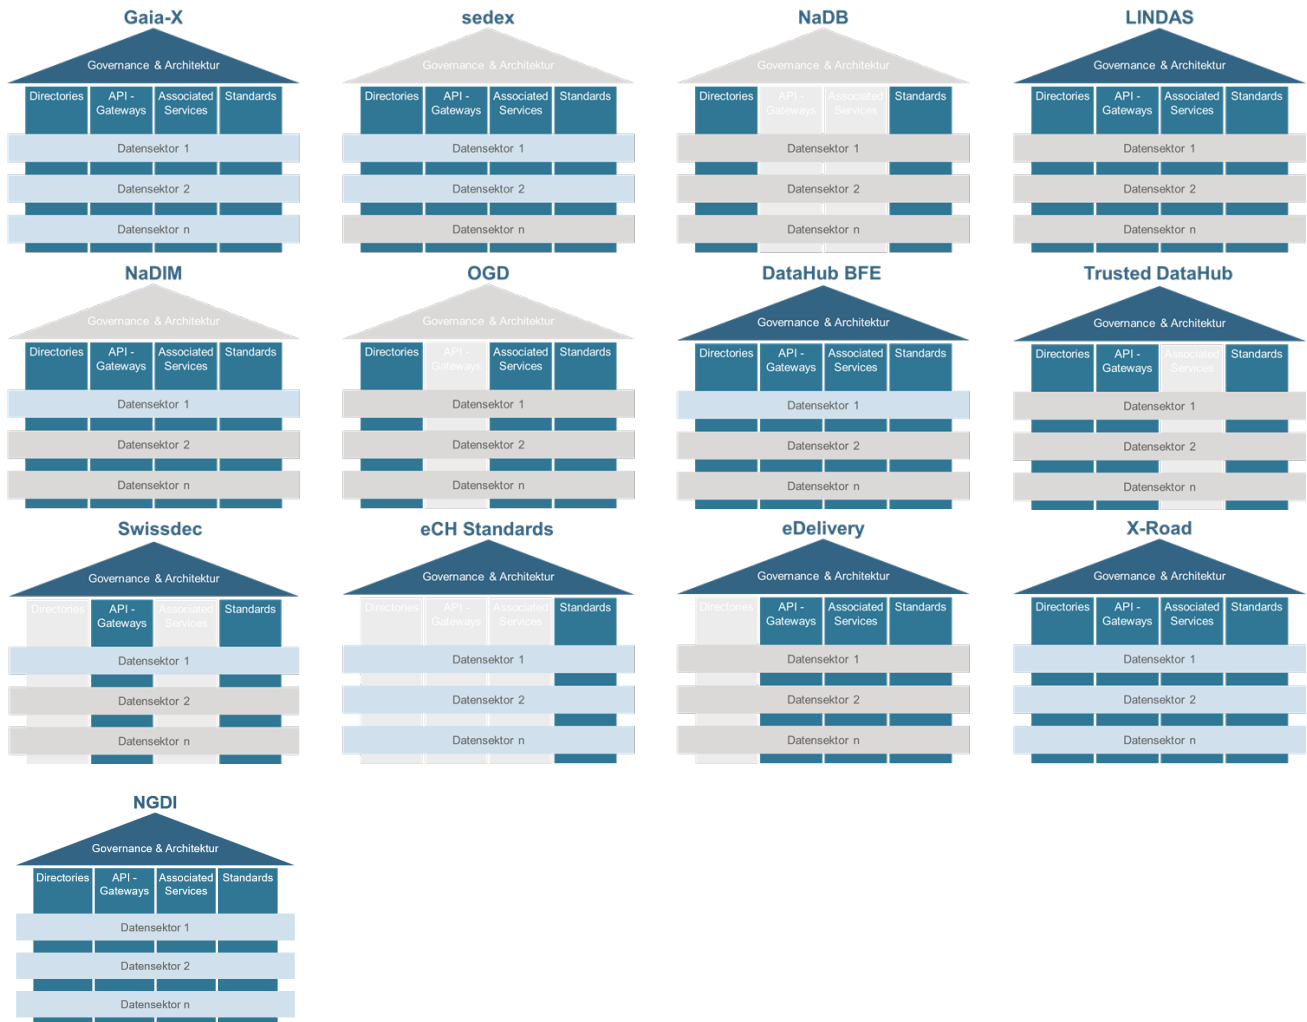 Gaia-X
Governance & Architektur
Directories
API -
Gateways
Associated
Services
Standards
Datensektor 1
Datensektor 2
Datensektor n
sedex
Governance & Architektur
Directories
API -
Gateways
Associated
Services
Standards
Datensektor 1
Datensektor 2
Datensektor n
NaDB
Governance & Architektur
Directories
API -
Gateways
Associated
Services
Standards
Datensektor 1
Datensektor 2
Datensektor n
LINDAS
Governance & Architektur
Directories
API -
Gateways
Associated
Services
Standards
Datensektor 1
Datensektor 2
Datensektor n
NaDIM
Governance & Architektur
Directories
API -
Gateways
Associated
Services
Standards
Datensektor 1
Datensektor 2
Datensektor n
OGD
Governance & Architektur
Directories
API -
Gateways
Associated
Services
Standards
Datensektor 1
Datensektor 2
Datensektor n
DataHub BFE
Governance & Architektur
Directories
API -
Gateways
Associated
Services
Standards
Datensektor 1
Datensektor 2
Datensektor n
Trusted DataHub
Governance & Architektur
Directories
API -
Gateways
Associated
Services
Standards
Datensektor 1
Datensektor 2
Datensektor n
Swissdec
Governance & Architektur
Directories
API -
Gateways
Associated
Services
Standards
Datensektor 1
Datensektor 2
Datensektor n
eCH Standards
Governance & Architektur
Directories
API -
Gateways
Associated
Services
Standards
Datensektor 1
Datensektor 2
Datensektor n
eDelivery
Governance & Architektur
Directories
API -
Gateways
Associated
Services
Standards
Datensektor 1
Datensektor 2
Datensektor n
X-Road
Governance & Architektur
Directories
API -
Gateways
Associated
Services
Standards
Datensektor 1
Datensektor 2
Datensektor n
NGDI
Governance & Architektur
Directories
API -
Gateways
Associated
Services
Standards
Datensektor 1
Datensektor 2
Datensektor n